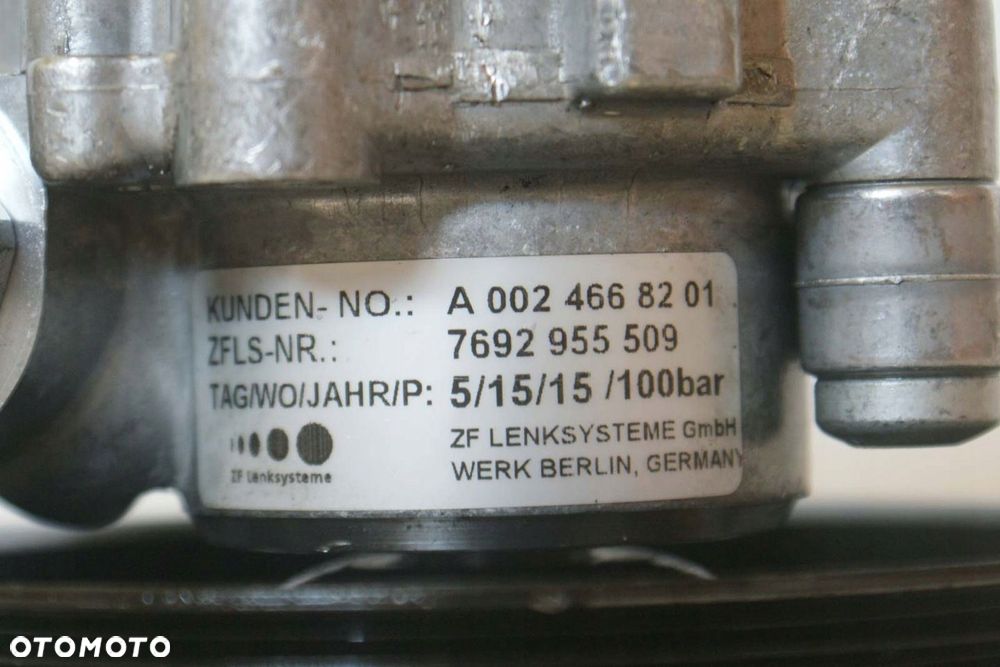 KUNDEN- NO.: A 002 466 82 01
ZFLS-NR.: 7692 955 509
TAG/WO/JAHR/P: 5/15/15 /100bar
ZF LENKSYSTEME GmbH
ZF Lenksysteme WERK BERLIN, GERMANY
OTOMOTO